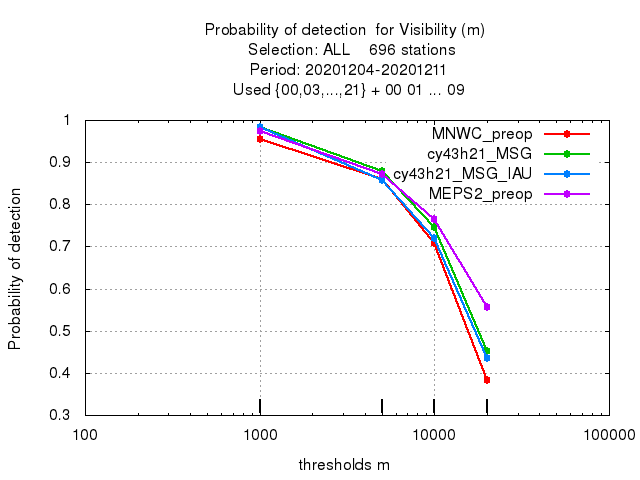 Probability of detection  for Visibility (m)
Selection: ALL    696 stations
Period: 20201204-20201211
Used {00,03,...,21} + 00 01 ... 09
1
0.9
0.8
0.7
0.6
0.5
0.4
0.3
Probability of detection
MNWC_preop
cy43h21_MSG
cy43h21_MSG_IAU
MEPS2_preop
100
1000
10000
100000
thresholds m